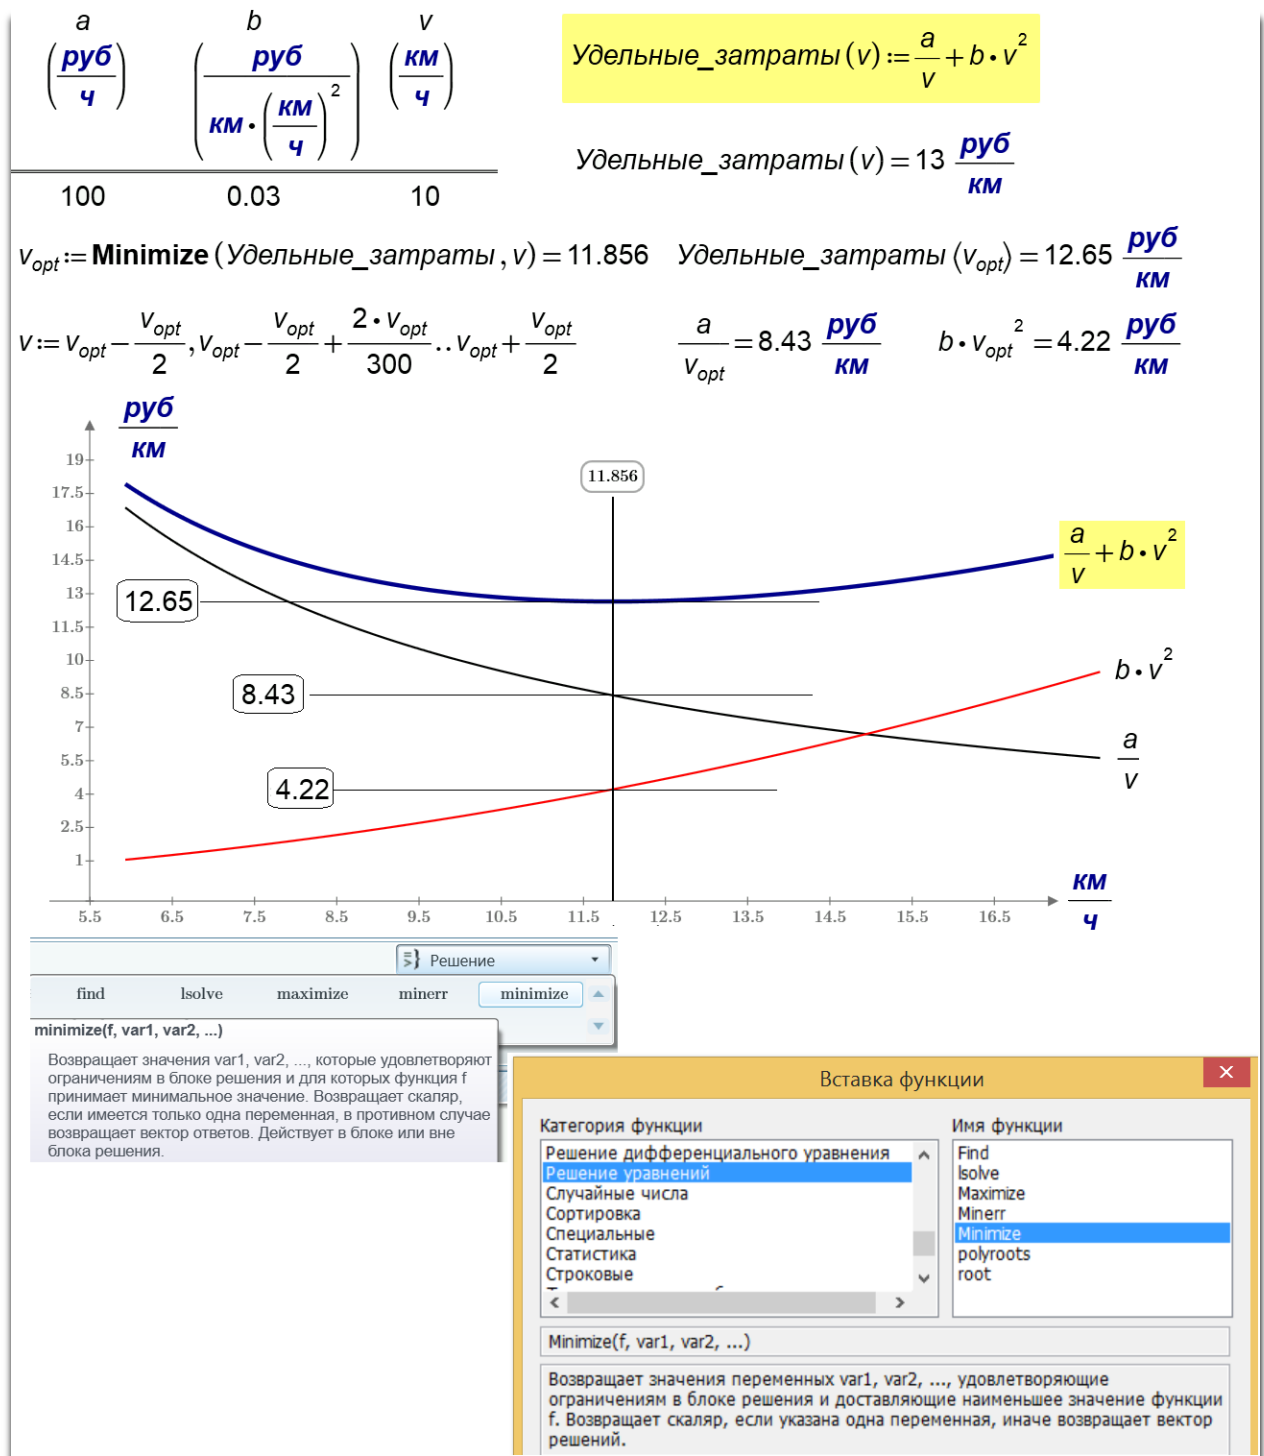 a b v
(руб/ч) (руб/(км·(км/ч)²)) (км/ч)
100 0.03 10
Удельные_затраты(v):=a/v+b·v²
Удельные_затраты(v)=13 руб/км
v_opt:=Minimize(Удельные_затраты,v)=11.856 Удельные_затраты(v_opt)=12.65 руб/км
v:=v_opt−v_opt/2,v_opt−v_opt/2+2·v_opt/300..v_opt+v_opt/2 a/v_opt=8.43 руб/км b·v_opt²=4.22 руб/км
руб/км
19
17.5
16
14.5
13
11.5
10
8.5
7
5.5
4
2.5
1
11.856
12.65
8.43
4.22
a/v+b·v²
b·v²
a/v
км/ч
5.5 6.5 7.5 8.5 9.5 10.5 11.5 12.5 13.5 14.5 15.5 16.5
Решение
find lsolve maximize minerr minimize
minimize(f, var1, var2, ...)
Возвращает значения var1, var2, ..., которые удовлетворяют
ограничениям в блоке решения и для которых функция f
принимает минимальное значение. Возвращает скаляр,
если имеется только одна переменная, в противном случае
возвращает вектор ответов. Действует в блоке или вне
блока решения.
Вставка функции
Категория функции
Решение дифференциального уравнения
Решение уравнений
Случайные числа
Сортировка
Специальные
Статистика
Строковые
Имя функции
Find
lsolve
Maximize
Minerr
Minimize
polyroots
root
Minimize(f, var1, var2, ...)
Возвращает значения переменных var1, var2, ..., удовлетворяющие
ограничениям в блоке решения и доставляющие наименьшее значение функции
f. Возвращает скаляр, если указана одна переменная, иначе возвращает вектор
решений.